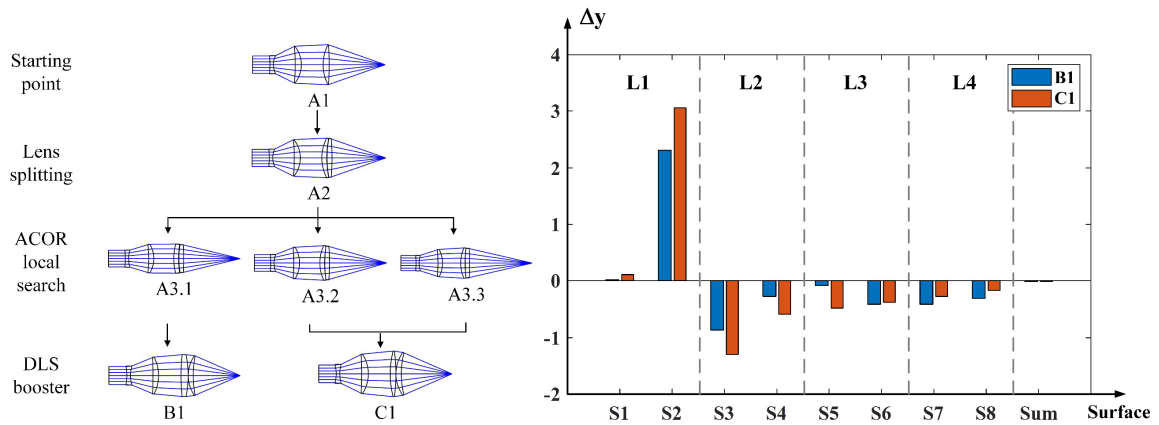 Starting
point
A1
Lens
splitting
A2
ACOR
local
search
A3.1
A3.2
A3.3
DLS
booster
B1
C1
Δy
4
3
2
1
0
-1
-2
L1
L2
L3
L4
B1
C1
S1
S2
S3
S4
S5
S6
S7
S8
Sum
Surface